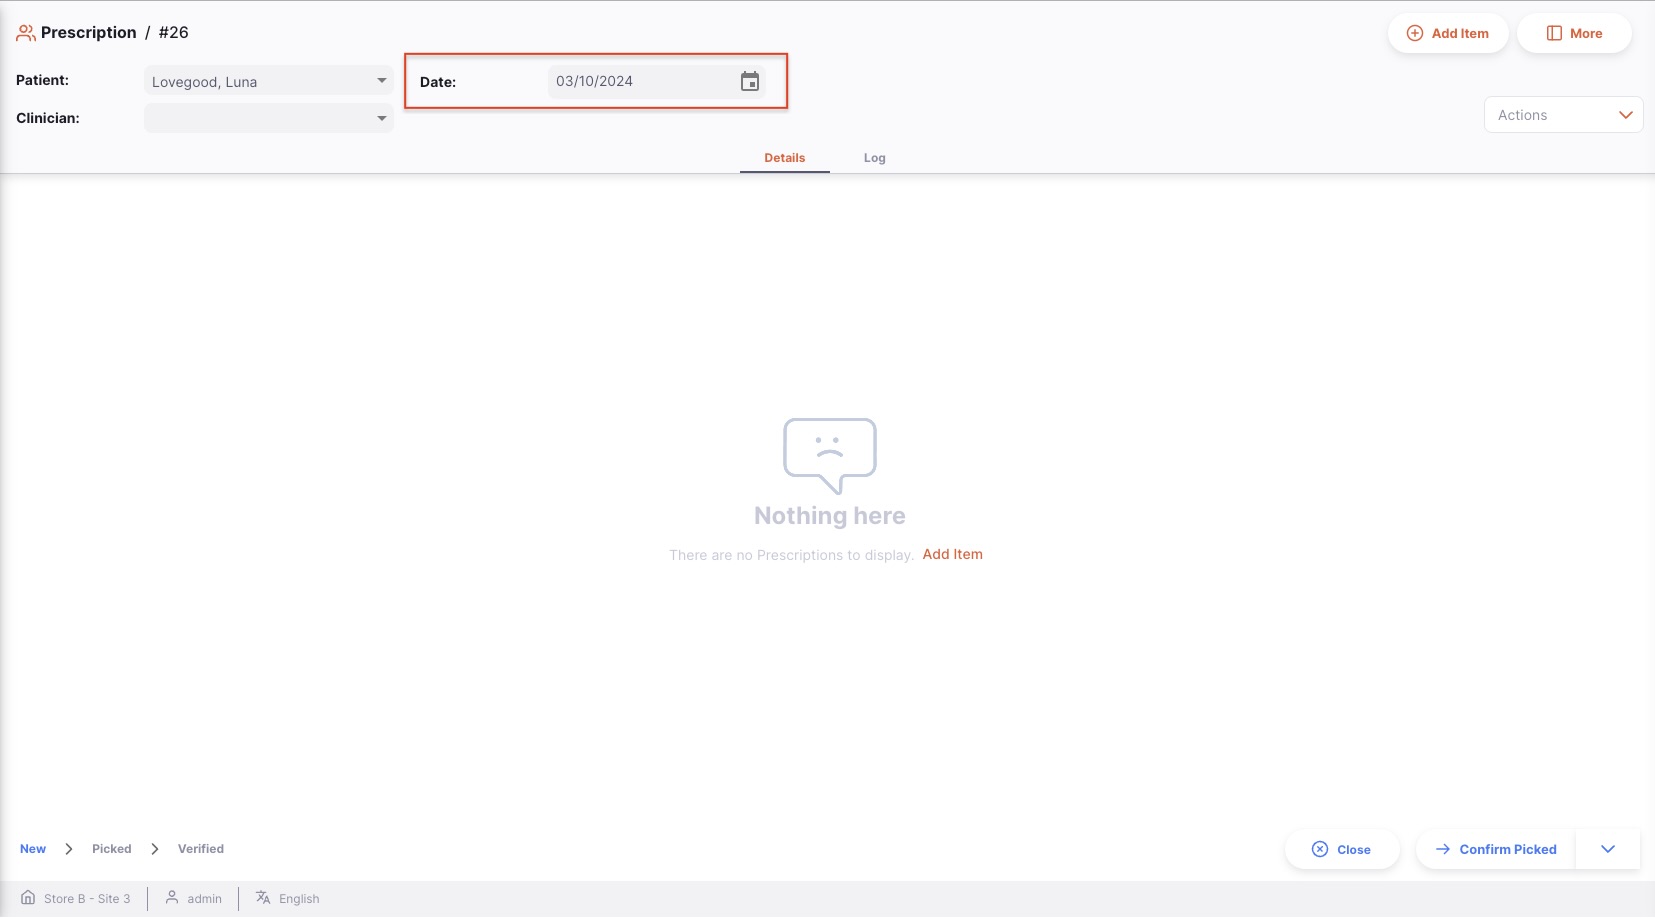 Prescription / #26
Add Item
More
Patient:
Lovegood, Luna
Date:
03/10/2024
Clinician:
Actions
Details
Log
Nothing here
There are no Prescriptions to display. Add Item
New
Picked
Verified
Close
Confirm Picked
Store B - Site 3
admin
English